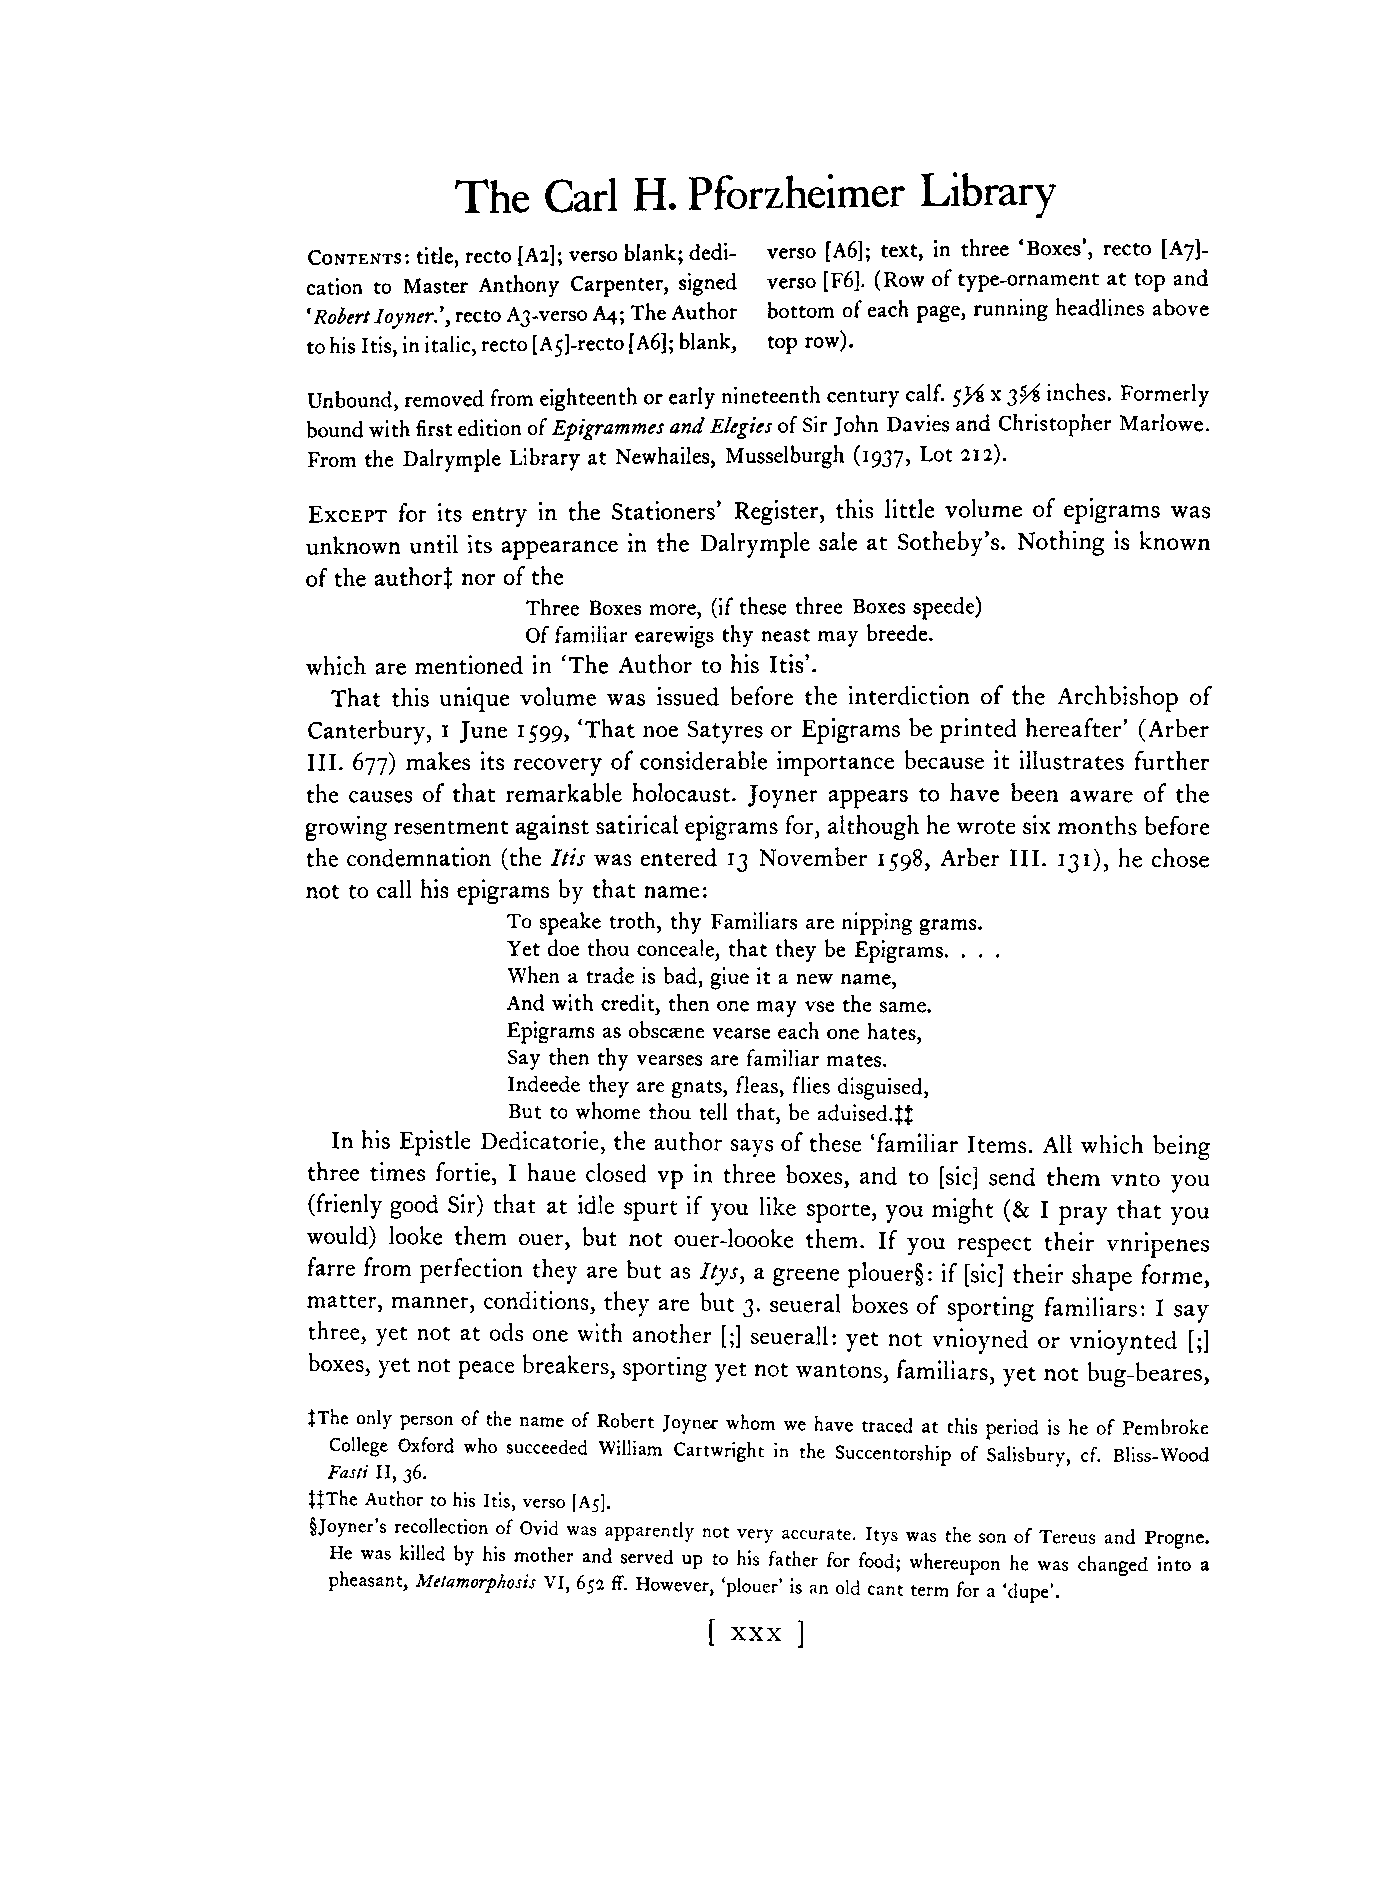 The Carl H. Pforzheimer Library
CONTENTS: title, recto [A2]; verso blank; dedi-
cation to Master Anthony Carpenter, signed
‘Robert Ioyner.’, recto A3-verso A4; The Author
to his Itis, in italic, recto [A5]-recto [A6]; blank,
verso [A6]; text, in three ‘Boxes’, recto [A7]-
verso [F6]. (Row of type-ornament at top and
bottom of each page, running headlines above
top row).
Unbound, removed from eighteenth or early nineteenth century calf. 5⅛ x 3⅝ inches. Formerly
bound with first edition of Epigrammes and Elegies of Sir John Davies and Christopher Marlowe.
From the Dalrymple Library at Newhailes, Musselburgh (1937, Lot 212).
EXCEPT for its entry in the Stationers’ Register, this little volume of epigrams was
unknown until its appearance in the Dalrymple sale at Sotheby’s. Nothing is known
of the author‡ nor of the
Three Boxes more, (if these three Boxes speede)
Of familiar earewigs thy neast may breede.
which are mentioned in ‘The Author to his Itis’.
That this unique volume was issued before the interdiction of the Archbishop of
Canterbury, 1 June 1599, ‘That noe Satyres or Epigrams be printed hereafter’ (Arber
III. 677) makes its recovery of considerable importance because it illustrates further
the causes of that remarkable holocaust. Joyner appears to have been aware of the
growing resentment against satirical epigrams for, although he wrote six months before
the condemnation (the Itis was entered 13 November 1598, Arber III. 131), he chose
not to call his epigrams by that name:
To speake troth, thy Familiars are nipping grams.
Yet doe thou conceale, that they be Epigrams. . . .
When a trade is bad, giue it a new name,
And with credit, then one may vse the same.
Epigrams as obscæne vearse each one hates,
Say then thy vearses are familiar mates.
Indeede they are gnats, fleas, flies disguised,
But to whome thou tell that, be aduised.‡‡
In his Epistle Dedicatorie, the author says of these ‘familiar Items. All which being
three times fortie, I haue closed vp in three boxes, and to [sic] send them vnto you
(frienly good Sir) that at idle spurt if you like sporte, you might (& I pray that you
would) looke them ouer, but not ouer-loooke them. If you respect their vnripenes
farre from perfection they are but as Itys, a greene plouer§: if [sic] their shape forme,
matter, manner, conditions, they are but 3. seueral boxes of sporting familiars: I say
three, yet not at ods one with another [;] seuerall: yet not vnioyned or vnioynted [;]
boxes, yet not peace breakers, sporting yet not wantons, familiars, yet not bug-beares,
‡The only person of the name of Robert Joyner whom we have traced at this period is he of Pembroke
College Oxford who succeeded William Cartwright in the Succentorship of Salisbury, cf. Bliss-Wood
Fasti II, 36.
‡‡The Author to his Itis, verso [A5].
§Joyner’s recollection of Ovid was apparently not very accurate. Itys was the son of Tereus and Progne.
He was killed by his mother and served up to his father for food; whereupon he was changed into a
pheasant, Metamorphosis VI, 652 ff. However, ‘plouer’ is an old cant term for a ‘dupe’.
[ xxx ]